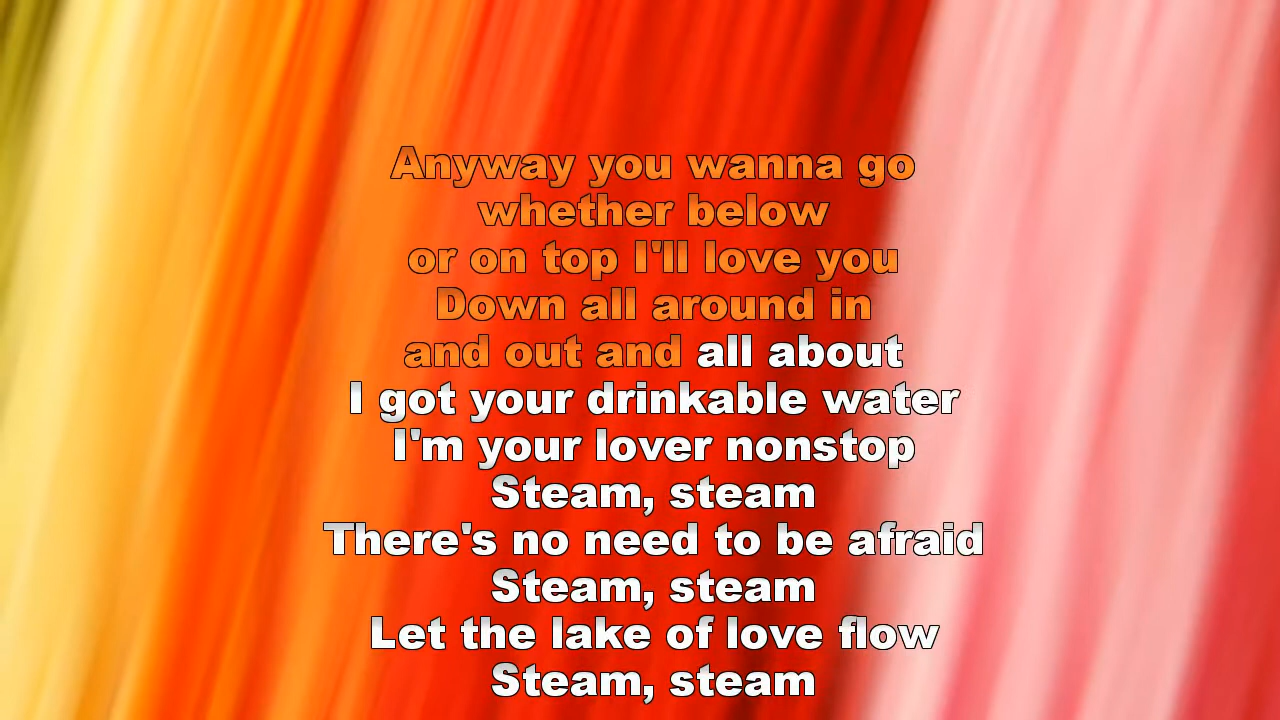 Anyway you wanna go
whether below
or on top I'll love you
Down all around in
and out and all about
I got your drinkable water
I'm your lover nonstop
Steam, steam
There's no need to be afraid
Steam, steam
Let the lake of love flow
Steam, steam